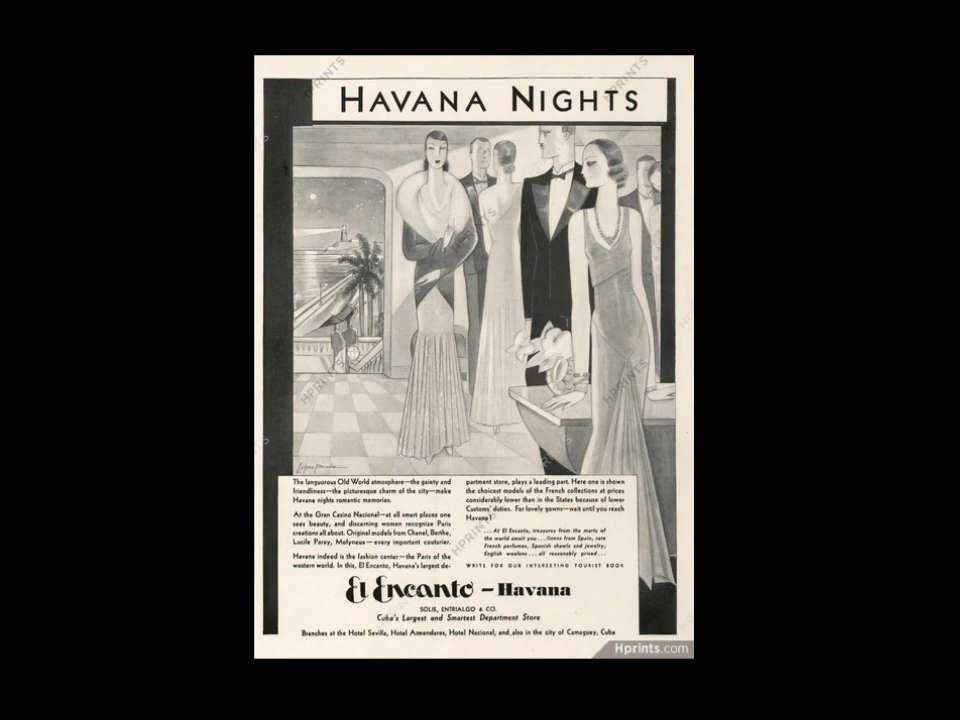 HAVANA NIGHTS
The languorous Old World atmosphere—the gaiety and
friendliness—the picturesque charm of the city—make
Havana nights romantic memories.
At the Gran Casino Nacional—at all smart places one
sees beauty, and discerning women recognize Paris
creations all about. Original models from Chanel, Berthe,
Lucile Paray, Molyneux—every important couturier.
Havana indeed is the fashion center—the Paris of the
western world. In this, El Encanto, Havana's largest de-
partment store, plays a leading part. Here one is shown
the choicest models of the French collections at prices
considerably lower than in the States because of lower
Customs' duties. For lovely gowns—wait until you reach
Havana!
...At El Encanto, treasures from the marts of
the world await you...linens from Spain, rare
French perfumes, Spanish shawls and jewelry,
English woolens...all reasonably priced...
WRITE FOR OUR INTERESTING TOURIST BOOK
El Encanto — Havana
SOLIS, ENTRIALGO & CO.
Cuba's Largest and Smartest Department Store
Branches at the Hotel Sevilla, Hotel Almendares, Hotel Nacional, and also in the city of Camaguey, Cuba
Hprints.com